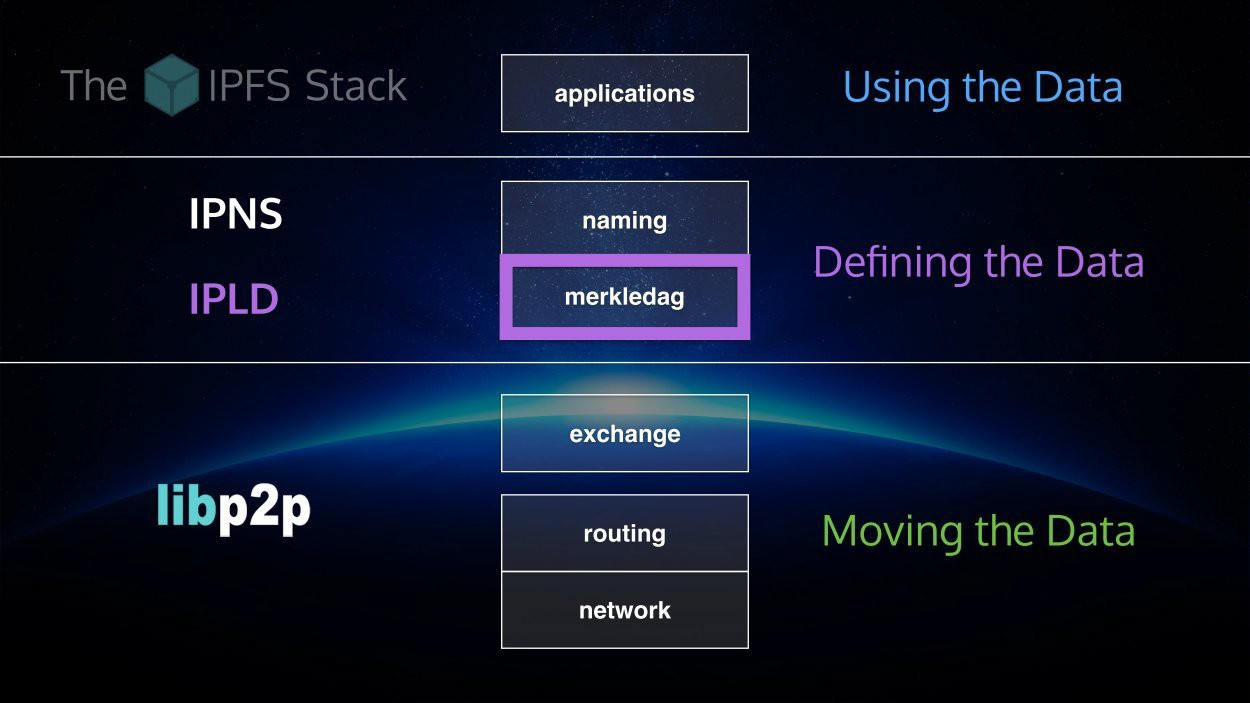 The IPFS Stack
applications
Using the Data
IPNS
naming
Defining the Data
IPLD
merkledag
exchange
libp2p
routing
Moving the Data
network